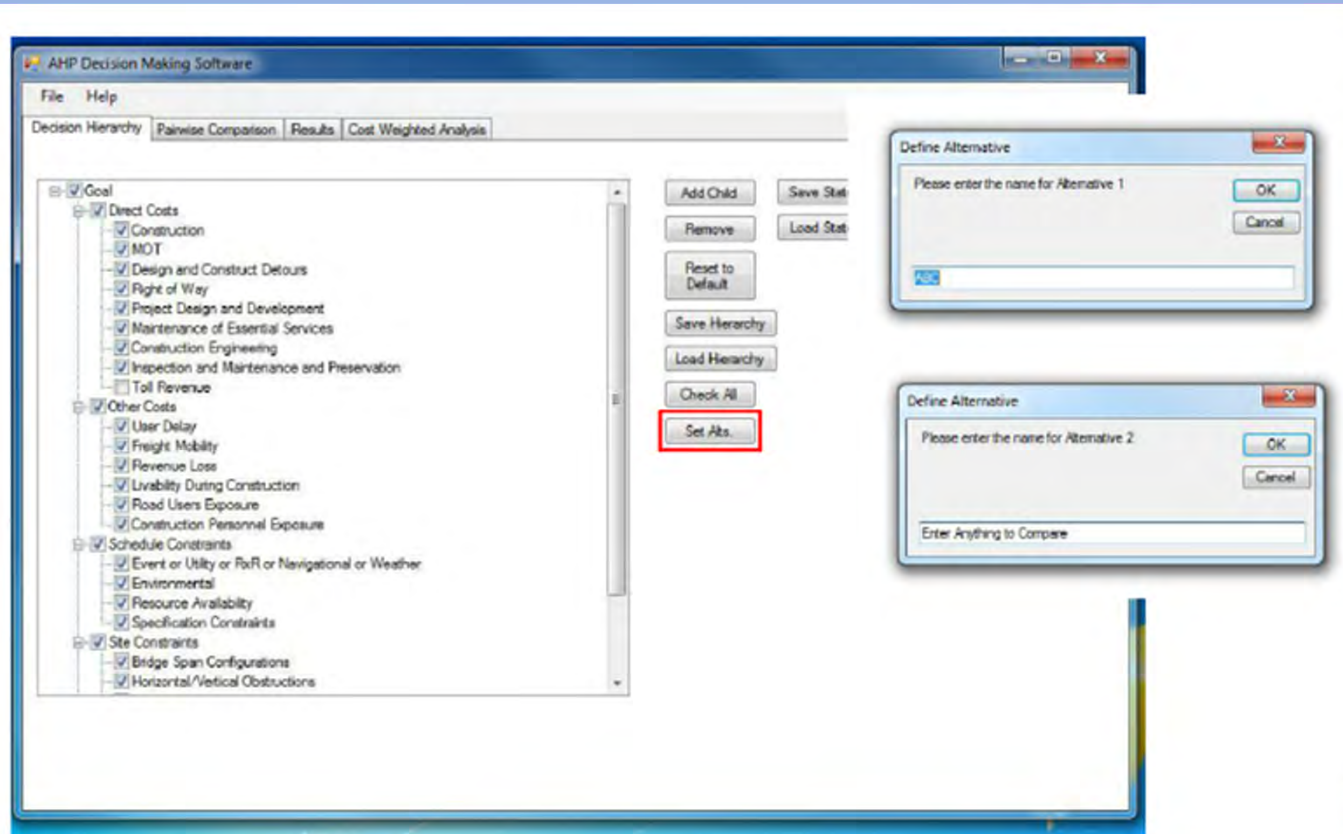 AHP Decision Making Software
File Help
Decision Hierarchy Pairwise Comparison Results Cost Weighted Analysis
Goal
Direct Costs
Construction
MOT
Design and Construct Detours
Right of Way
Project Design and Development
Maintenance of Essential Services
Construction Engineering
Inspection and Maintenance and Preservation
Toll Revenue
Other Costs
User Delay
Freight Mobility
Revenue Loss
Livability During Construction
Road Users Exposure
Construction Personnel Exposure
Schedule Constraints
Event or Utility or RxR or Navigational or Weather
Environmental
Resource Availability
Specification Constraints
Site Constraints
Bridge Span Configurations
Horizontal/Vertical Obstructions
Add Child Save Stat
Remove Load Stat
Reset to
Default
Save Hierarchy
Load Hierarchy
Check All
Set Alts.
Define Alternative
Please enter the name for Alternative 1
OK
Cancel
ABC
Define Alternative
Please enter the name for Alternative 2
OK
Cancel
Enter Anything to Compare